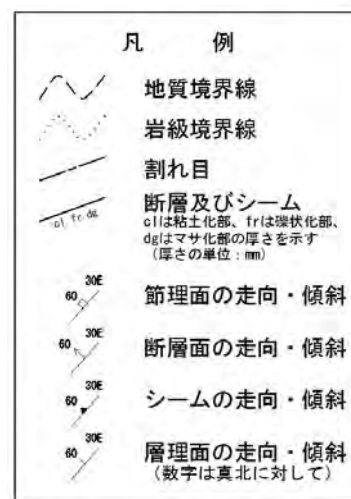 凡 例
地質境界線
岩級境界線
割れ目
cl fr dg
断層及びシーム
clは粘土化部、frは礫状化部、
dgはマサ化部の厚さを示す
(厚さの単位:mm)
30E
60
節理面の走向・傾斜
30E
60
断層面の走向・傾斜
30E
60
シームの走向・傾斜
30E
60
層理面の走向・傾斜
(数字は真北に対して)